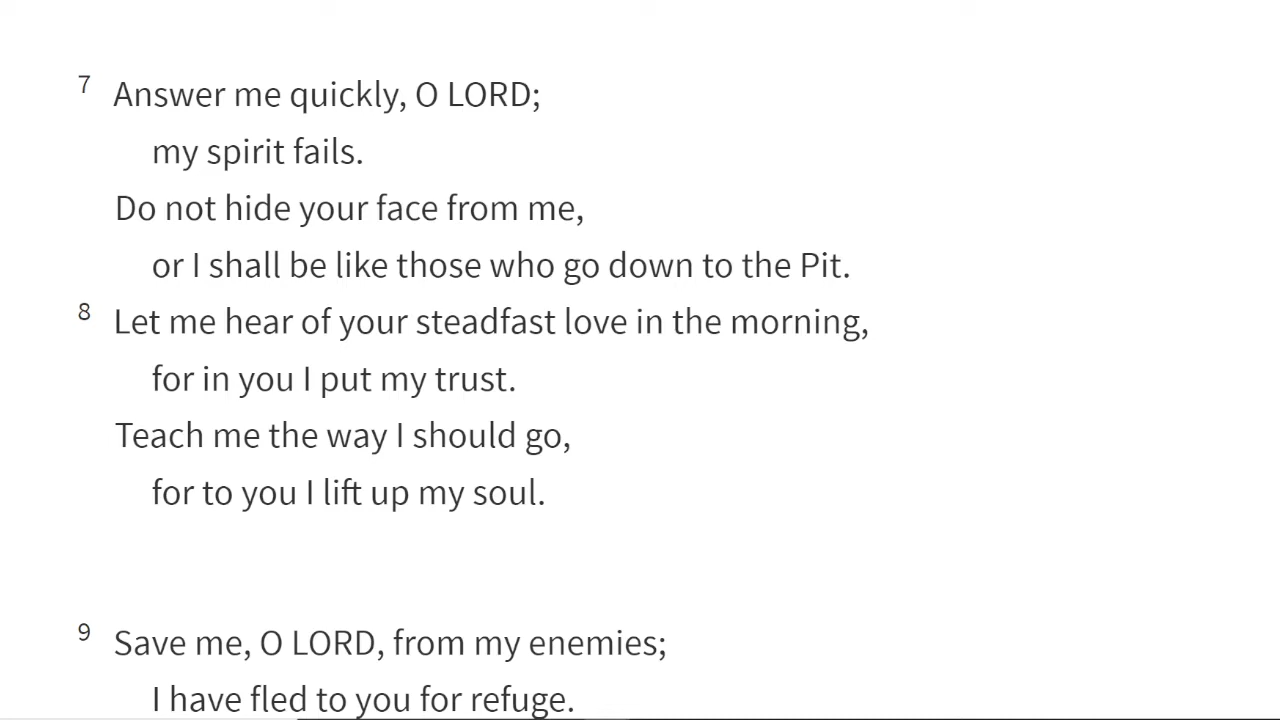 7 Answer me quickly, O LORD;
my spirit fails.
Do not hide your face from me,
or I shall be like those who go down to the Pit.
8 Let me hear of your steadfast love in the morning,
for in you I put my trust.
Teach me the way I should go,
for to you I lift up my soul.
9 Save me, O LORD, from my enemies;
I have fled to you for refuge.